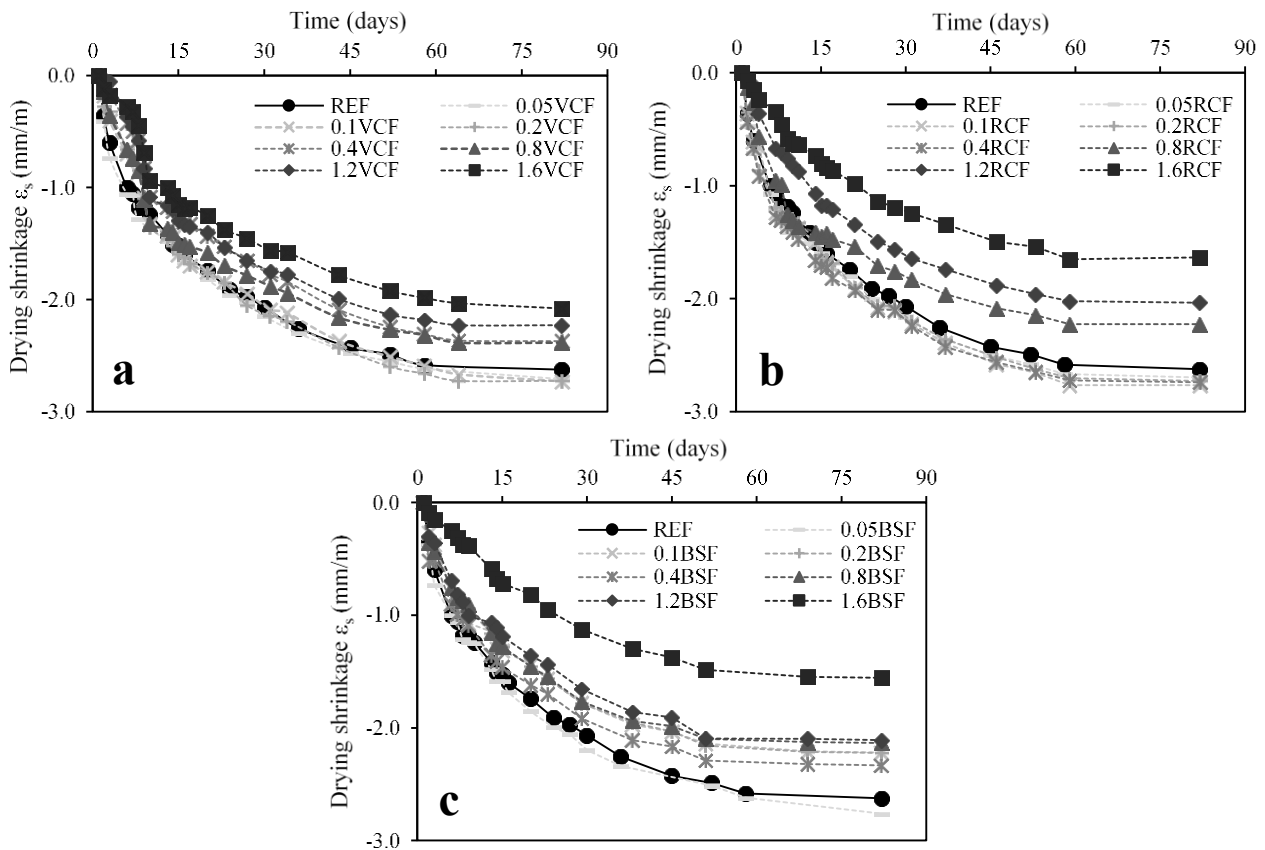 Time (days)
0 15 30 45 60 75 90
0.0
-1.0
-2.0
-3.0
Drying shrinkage εs (mm/m)
REF 0.05VCF
0.1VCF 0.2VCF
0.4VCF 0.8VCF
1.2VCF 1.6VCF
a
Time (days)
0 15 30 45 60 75 90
0.0
-1.0
-2.0
-3.0
Drying shrinkage εs (mm/m)
REF 0.05RCF
0.1RCF 0.2RCF
0.4RCF 0.8RCF
1.2RCF 1.6RCF
b
Time (days)
0 15 30 45 60 75 90
0.0
-1.0
-2.0
-3.0
Drying shrinkage εs (mm/m)
REF 0.05BSF
0.1BSF 0.2BSF
0.4BSF 0.8BSF
1.2BSF 1.6BSF
c